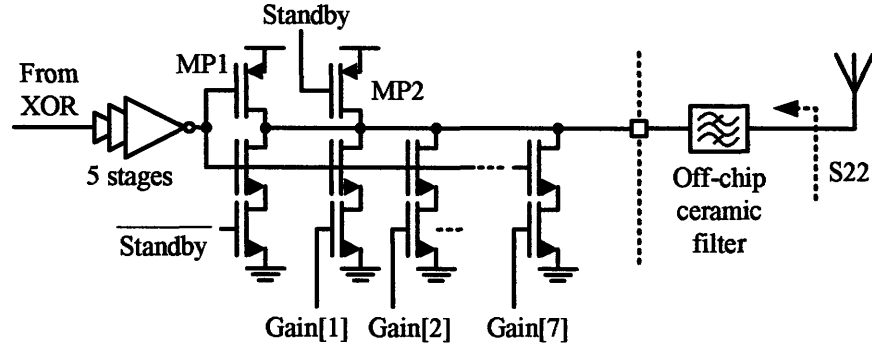 Standby
From
XOR
MP1
MP2
5 stages
Standby
Gain[1]
Gain[2]
Gain[7]
Off-chip
ceramic
filter
S22